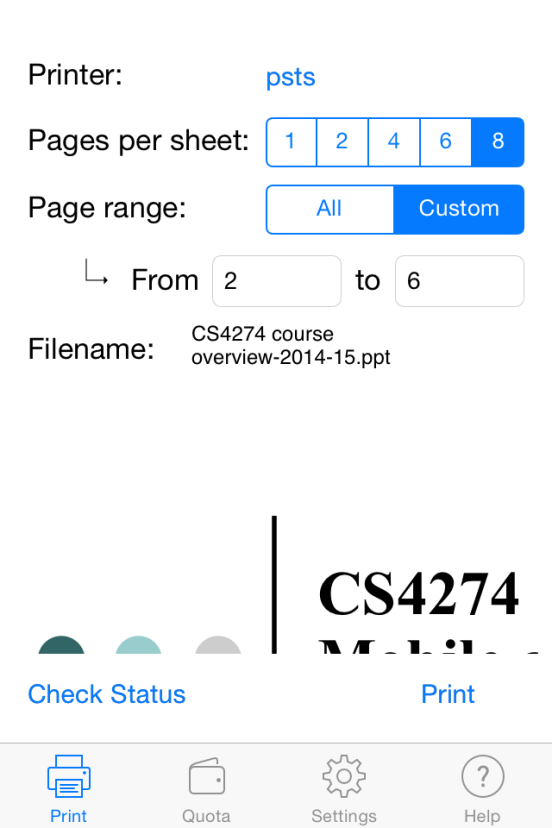 Printer: psts
Pages per sheet: 1 2 4 6 8
Page range: All Custom
From 2 to 6
Filename: CS4274 course
overview-2014-15.ppt
CS4274
Check Status Print
Print Quota Settings Help